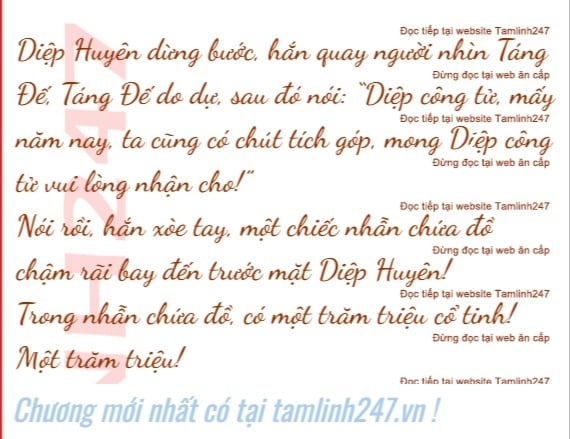 Đọc tiếp tại website Tamlinh247
Diệp Huyên dừng bước, hắn quay người nhìn Táng
Đừng đọc tại web ăn cắp
Đế, Táng Đế do dự, sau đó nói: "Diệp công tử, mấy
Đọc tiếp tại website Tamlinh247
năm nay, ta cũng có chút tích góp, mong Diệp công
Đừng đọc tại web ăn cắp
tử vui lòng nhận cho!"
Đọc tiếp tại website Tamlinh247
Nói rồi, hắn xòe tay, một chiếc nhẫn chứa đồ
Đừng đọc tại web ăn cắp
chậm rãi bay đến trước mặt Diệp Huyên!
Đọc tiếp tại website Tamlinh247
Trong nhẫn chứa đồ, có một trăm triệu cổ tinh!
Đừng đọc tại web ăn cắp
Một trăm triệu!
Đọc tiếp tại website Tamlinh247
Chương mới nhất có tại tamlinh247.vn !
NH247